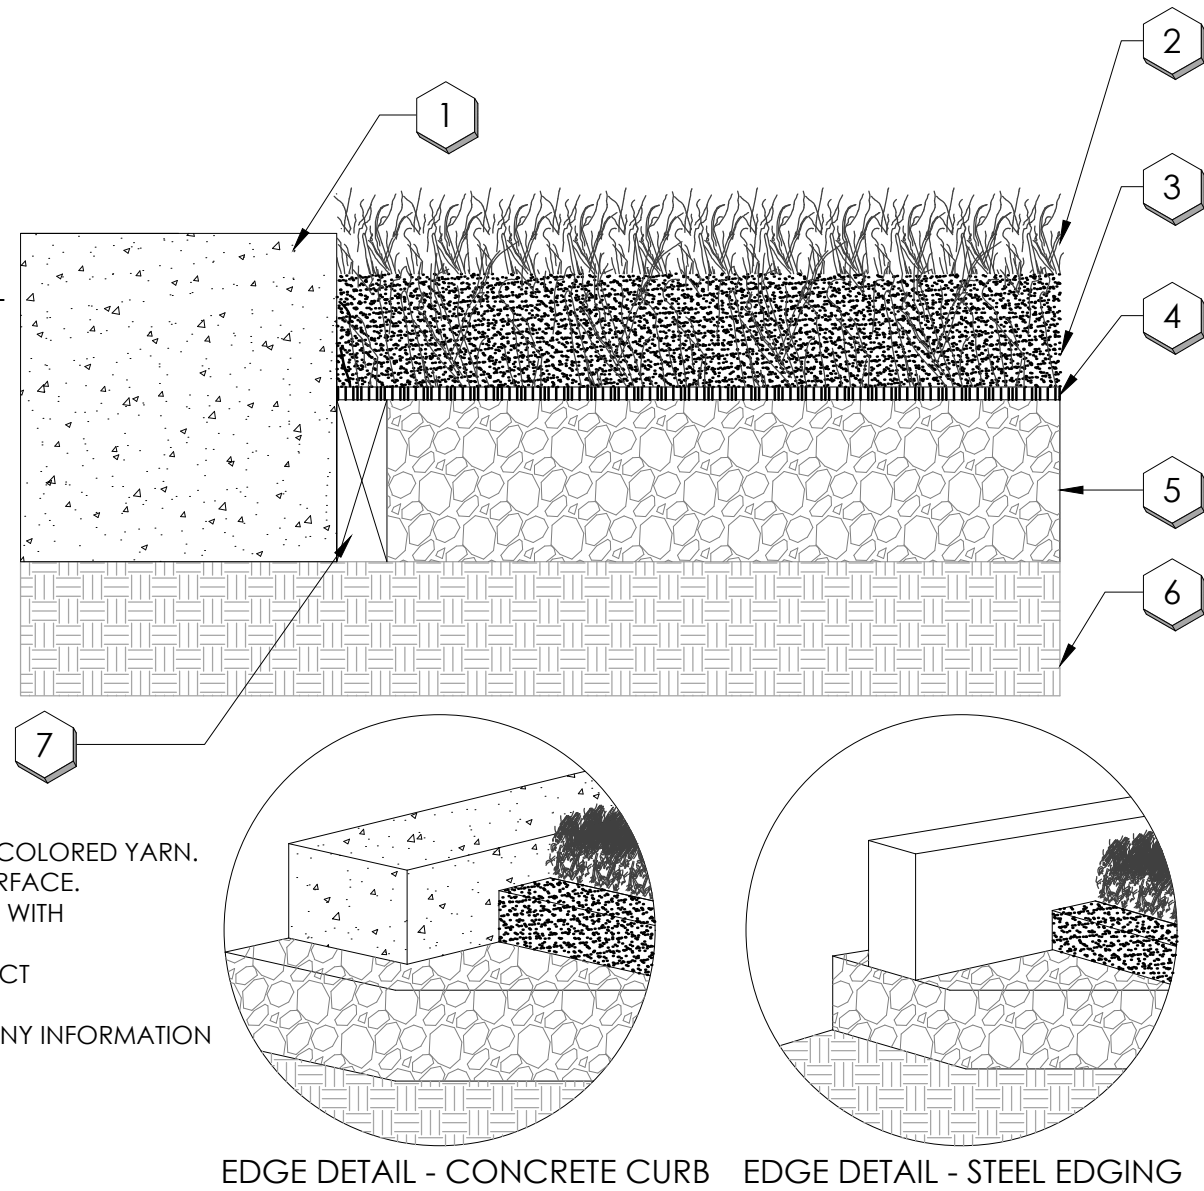 1
2
3
4
5
6
7
COLORED YARN.
RFACE.
WITH
CT
NY INFORMATION
EDGE DETAIL - CONCRETE CURB
EDGE DETAIL - STEEL EDGING